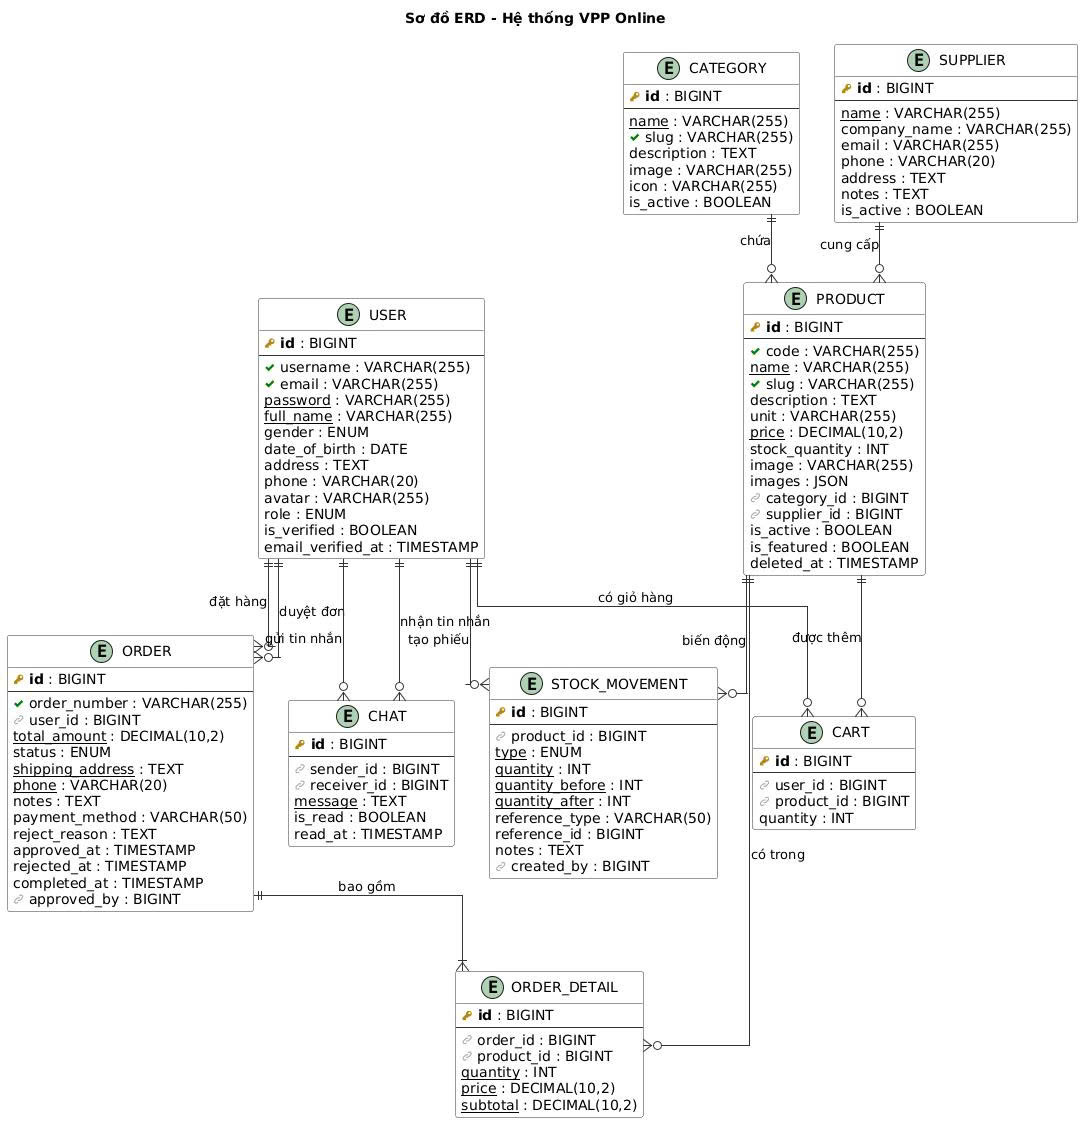 Sơ đồ ERD - Hệ thống VPP Online
E CATEGORY
id : BIGINT
name : VARCHAR(255)
slug : VARCHAR(255)
description : TEXT
image : VARCHAR(255)
icon : VARCHAR(255)
is_active : BOOLEAN
E SUPPLIER
id : BIGINT
name : VARCHAR(255)
company_name : VARCHAR(255)
email : VARCHAR(255)
phone : VARCHAR(20)
address : TEXT
notes : TEXT
is_active : BOOLEAN
chứa
cung cấp
E USER
id : BIGINT
username : VARCHAR(255)
email : VARCHAR(255)
password : VARCHAR(255)
full_name : VARCHAR(255)
gender : ENUM
date_of_birth : DATE
address : TEXT
phone : VARCHAR(20)
avatar : VARCHAR(255)
role : ENUM
is_verified : BOOLEAN
email_verified_at : TIMESTAMP
E PRODUCT
id : BIGINT
code : VARCHAR(255)
name : VARCHAR(255)
slug : VARCHAR(255)
description : TEXT
unit : VARCHAR(255)
price : DECIMAL(10,2)
stock_quantity : INT
image : VARCHAR(255)
images : JSON
category_id : BIGINT
supplier_id : BIGINT
is_active : BOOLEAN
is_featured : BOOLEAN
deleted_at : TIMESTAMP
đặt hàng
duyệt đơn
gửi tin nhắn
nhận tin nhắn
tạo phiếu
có giỏ hàng
biến động
được thêm
E ORDER
id : BIGINT
order_number : VARCHAR(255)
user_id : BIGINT
total_amount : DECIMAL(10,2)
status : ENUM
shipping_address : TEXT
phone : VARCHAR(20)
notes : TEXT
payment_method : VARCHAR(50)
reject_reason : TEXT
approved_at : TIMESTAMP
rejected_at : TIMESTAMP
completed_at : TIMESTAMP
approved_by : BIGINT
E CHAT
id : BIGINT
sender_id : BIGINT
receiver_id : BIGINT
message : TEXT
is_read : BOOLEAN
read_at : TIMESTAMP
E STOCK_MOVEMENT
id : BIGINT
product_id : BIGINT
type : ENUM
quantity : INT
quantity_before : INT
quantity_after : INT
reference_type : VARCHAR(50)
reference_id : BIGINT
notes : TEXT
created_by : BIGINT
E CART
id : BIGINT
user_id : BIGINT
product_id : BIGINT
quantity : INT
có trong
bao gồm
E ORDER_DETAIL
id : BIGINT
order_id : BIGINT
product_id : BIGINT
quantity : INT
price : DECIMAL(10,2)
subtotal : DECIMAL(10,2)